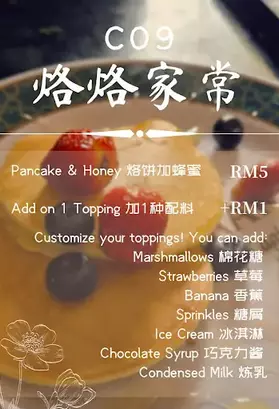 C09
烙烙家常
Pancake & Honey 烙饼加蜂蜜 RM5
Add on 1 Topping 加1种配料 +RM1
Customize your toppings! You can add:
Marshmallows 棉花糖
Strawberries 草莓
Banana 香蕉
Sprinkles 糖屑
Ice Cream 冰淇淋
Chocolate Syrup 巧克力酱
Condensed Milk 炼乳